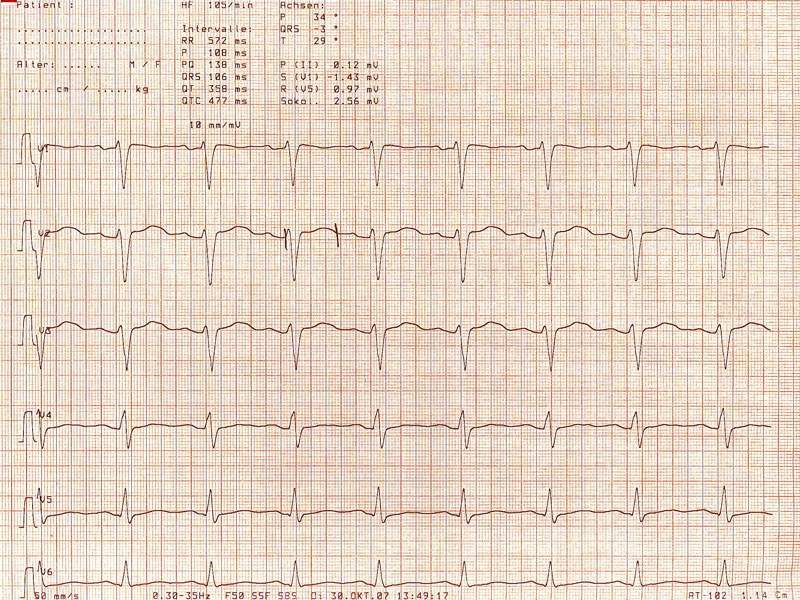 Patient :
HF 105/min
Achsen:
P 34 °
Intervalle:
QRS -3 °
RR 572 ms
T 29 °
P 108 ms
Alter: ...... M / F
PQ 138 ms
P (II) 0.12 mV
QRS 106 ms
S (V1) -1.43 mV
..... cm / ..... kg
QT 358 ms
R (V5) 0.97 mV
QTC 477 ms
Sokol. 2.56 mV
10 mm/mV
V1
V2
V3
V4
V5
V6
50 mm/s 0.30-35Hz F50 SSF SBS Di 30.OKT.07 13:49:17 AT-102 1.14 Cm